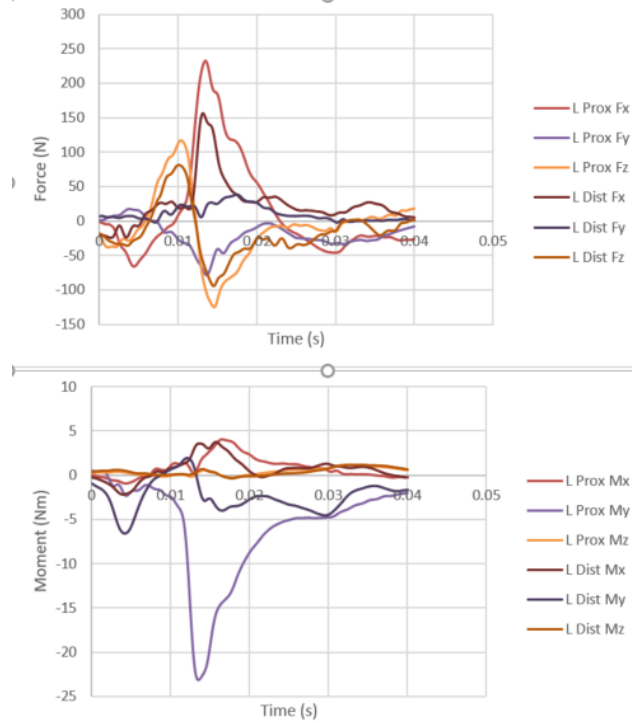 300
250
200
150
100
50
0
-50
-100
-150
Force (N)
0
0.01
0.02
0.03
0.04
0.05
Time (s)
L Prox Fx
L Prox Fy
L Prox Fz
L Dist Fx
L Dist Fy
L Dist Fz
10
5
0
-5
-10
-15
-20
-25
Moment (Nm)
0
0.01
0.02
0.03
0.04
0.05
Time (s)
L Prox Mx
L Prox My
L Prox Mz
L Dist Mx
L Dist My
L Dist Mz